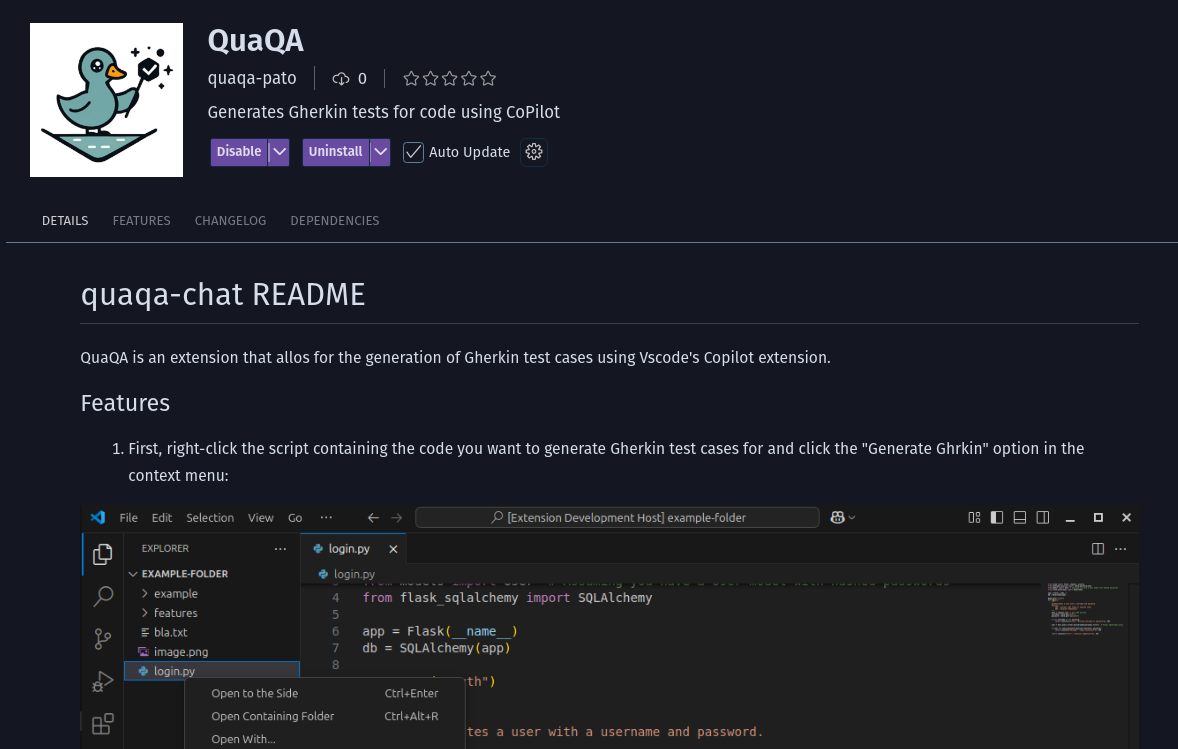 QuaQA
quaqa-pato 0
Generates Gherkin tests for code using CoPilot
Disable Uninstall Auto Update
DETAILS FEATURES CHANGELOG DEPENDENCIES
quaqa-chat README
QuaQA is an extension that allos for the generation of Gherkin test cases using Vscode's Copilot extension.
Features
1. First, right-click the script containing the code you want to generate Gherkin test cases for and click the "Generate Ghrkin" option in the
context menu:
File Edit Selection View Go ··· [Extension Development Host] example-folder
EXPLORER ··· login.py
EXAMPLE-FOLDER login.py
example
features
bla.txt
image.png
login.py
4 from flask_sqlalchemy import SQLAlchemy
5
6 app = Flask(__name__)
7 db = SQLAlchemy(app)
8
th")
Open to the Side Ctrl+Enter
Open Containing Folder Ctrl+Alt+R
tes a user with a username and password.
Open With...